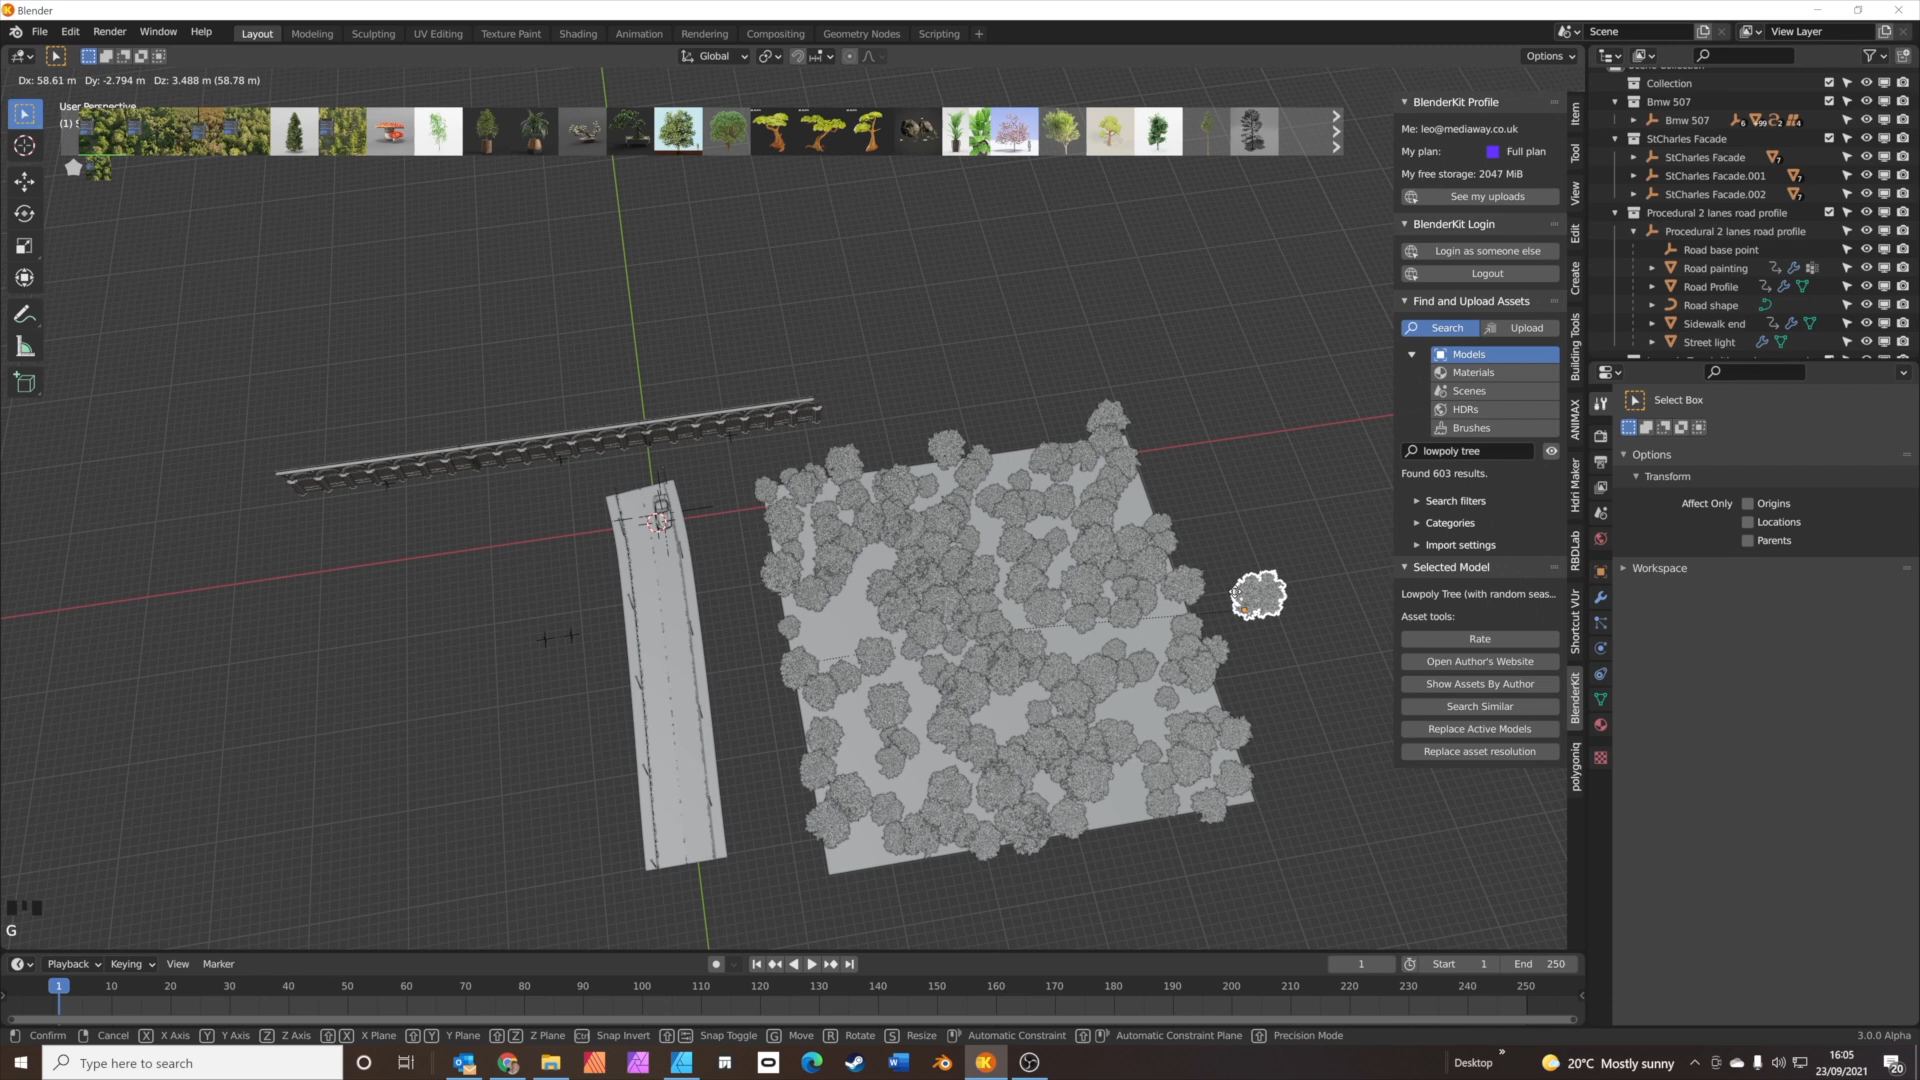 Blender
File Edit Render Window Help
Layout Modeling Sculpting UV Editing Texture Paint Shading Animation Rendering Compositing Geometry Nodes Scripting +
Scene View Layer
Global Options
Dx: 58.61 m Dy: -2.794 m Dz: 3.488 m (58.78 m)
User Perspective
(1) S
BlenderKit Profile
Me: leo@mediaway.co.uk
My plan: Full plan
My free storage: 2047 MiB
See my uploads
BlenderKit Login
Login as someone else
Logout
Find and Upload Assets
Search Upload
Models
Materials
Scenes
HDRs
Brushes
lowpoly tree
Found 603 results.
Search filters
Categories
Import settings
Selected Model
Lowpoly Tree (with random seas...
Asset tools:
Rate
Open Author's Website
Show Assets By Author
Search Similar
Replace Active Models
Replace asset resolution
Item
Tool
View
Edit
Create
Building Tools
ANIMAX
Hdri Maker
RBDLab
Shortcut VUr
BlenderKit
polygoniq
Collection
Bmw 507
Bmw 507
StCharles Facade
StCharles Facade
StCharles Facade.001
StCharles Facade.002
Procedural 2 lanes road profile
Procedural 2 lanes road profile
Road base point
Road painting
Road Profile
Road shape
Sidewalk end
Street light
Select Box
Options
Transform
Affect Only Origins
Locations
Parents
Workspace
G
Playback Keying View Marker
1 Start 1 End 250
1 10 20 30 40 50 60 70 80 90 100 110 120 130 140 150 160 170 180 190 200 210 220 230 240 250
Confirm Cancel X X Axis Y Y Axis Z Z Axis X X Plane Y Y Plane Z Z Plane Ctrl Snap Invert Snap Toggle G Move R Rotate S Resize Automatic Constraint Automatic Constraint Plane Precision Mode
3.0.0 Alpha
Type here to search
Desktop 20°C Mostly sunny
16:05
23/09/2021
20